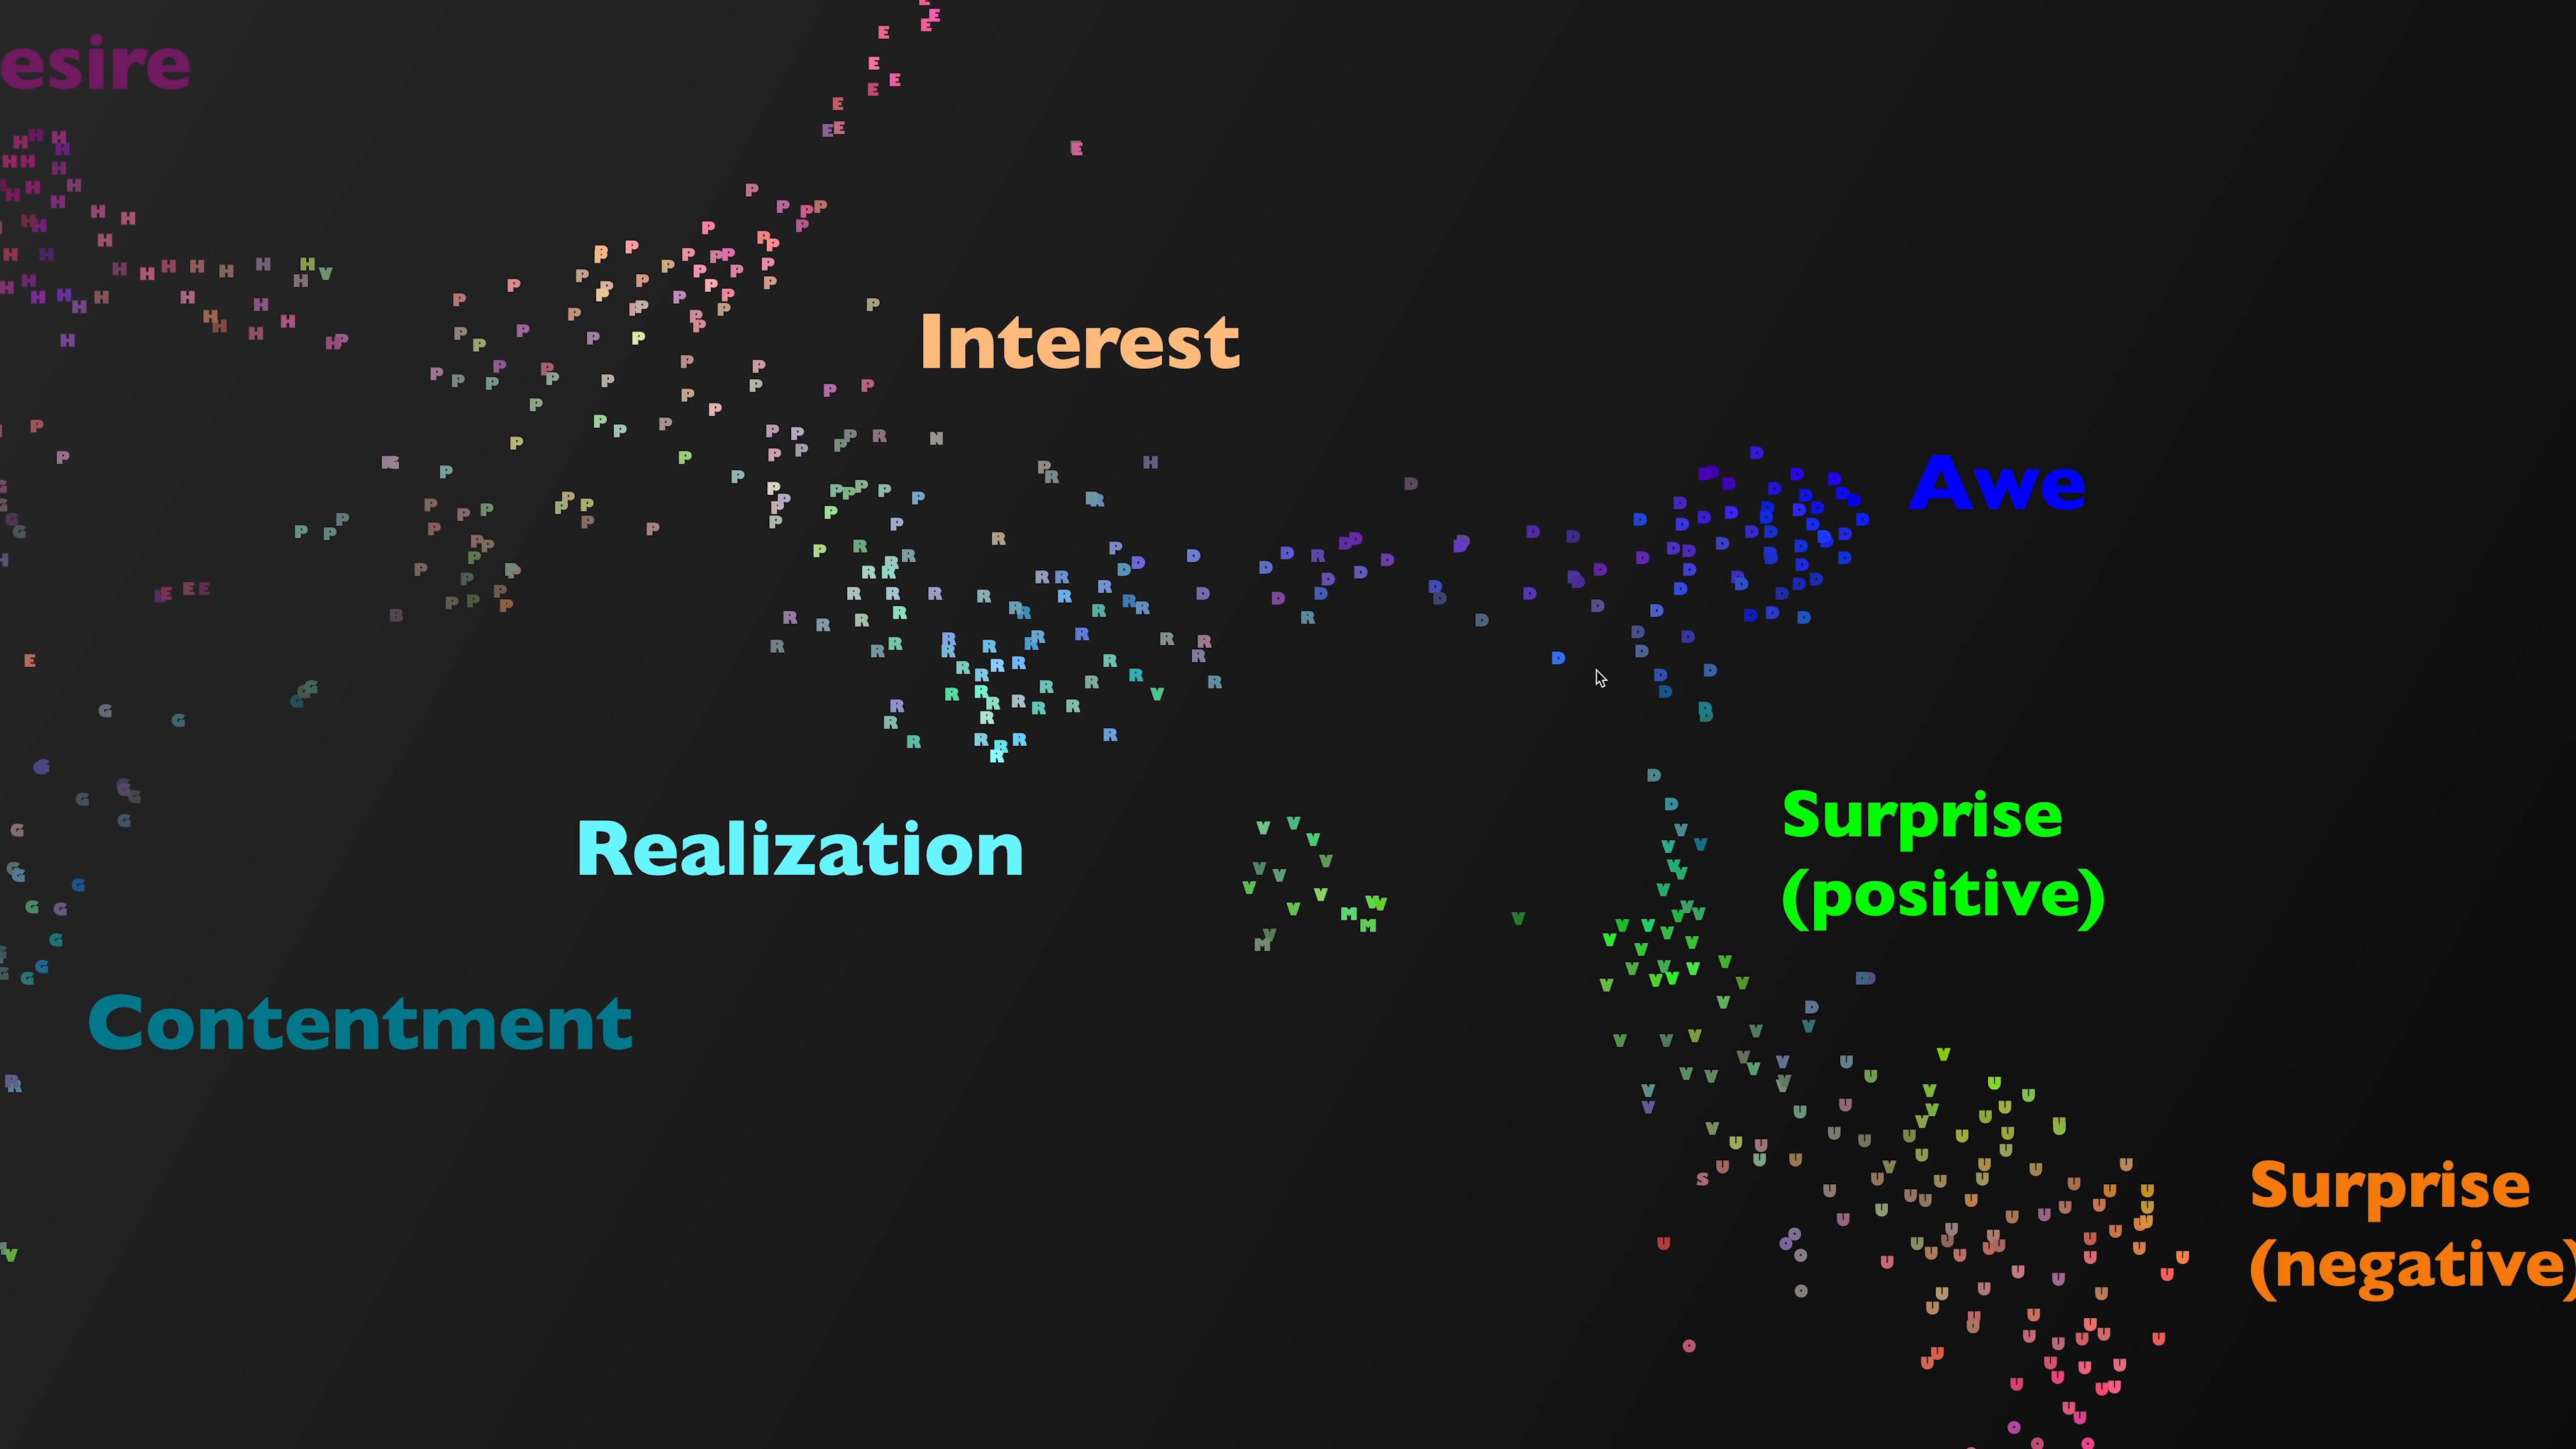 esire
Interest
Awe
Realization
Surprise
(positive)
Contentment
Surprise
(negative)